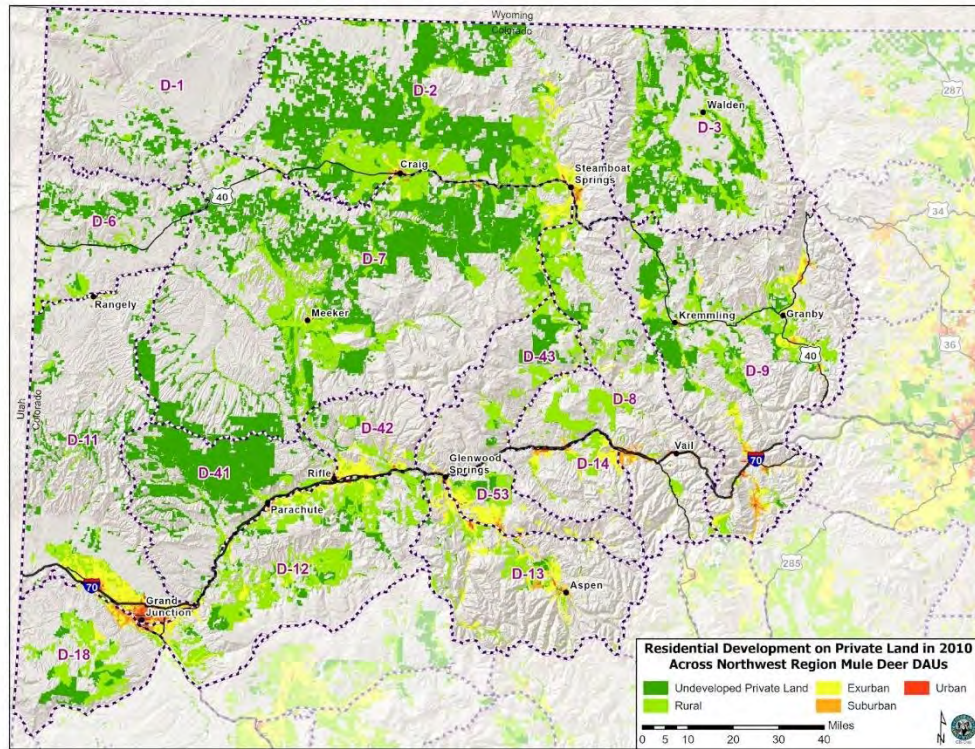 Wyoming
Colorado
287
D-1
D-2
Walden
D-3
Craig
Steamboat
Springs
40
34
D-6
D-7
Rangely
Meeker
Kremmling
Granby
36
40
D-43
D-9
Utah
Colorado
D-8
D-11
D-42
Vail
D-41
Glenwood
Springs
D-14
70
Rifle
D-53
Parachute
285
D-12
D-13
Aspen
70
Grand
Junction
D-18
Residential Development on Private Land in 2010
Across Northwest Region Mule Deer DAUs
Undeveloped Private Land
Exurban
Urban
Rural
Suburban
Miles
0 5 10 20 30 40
N